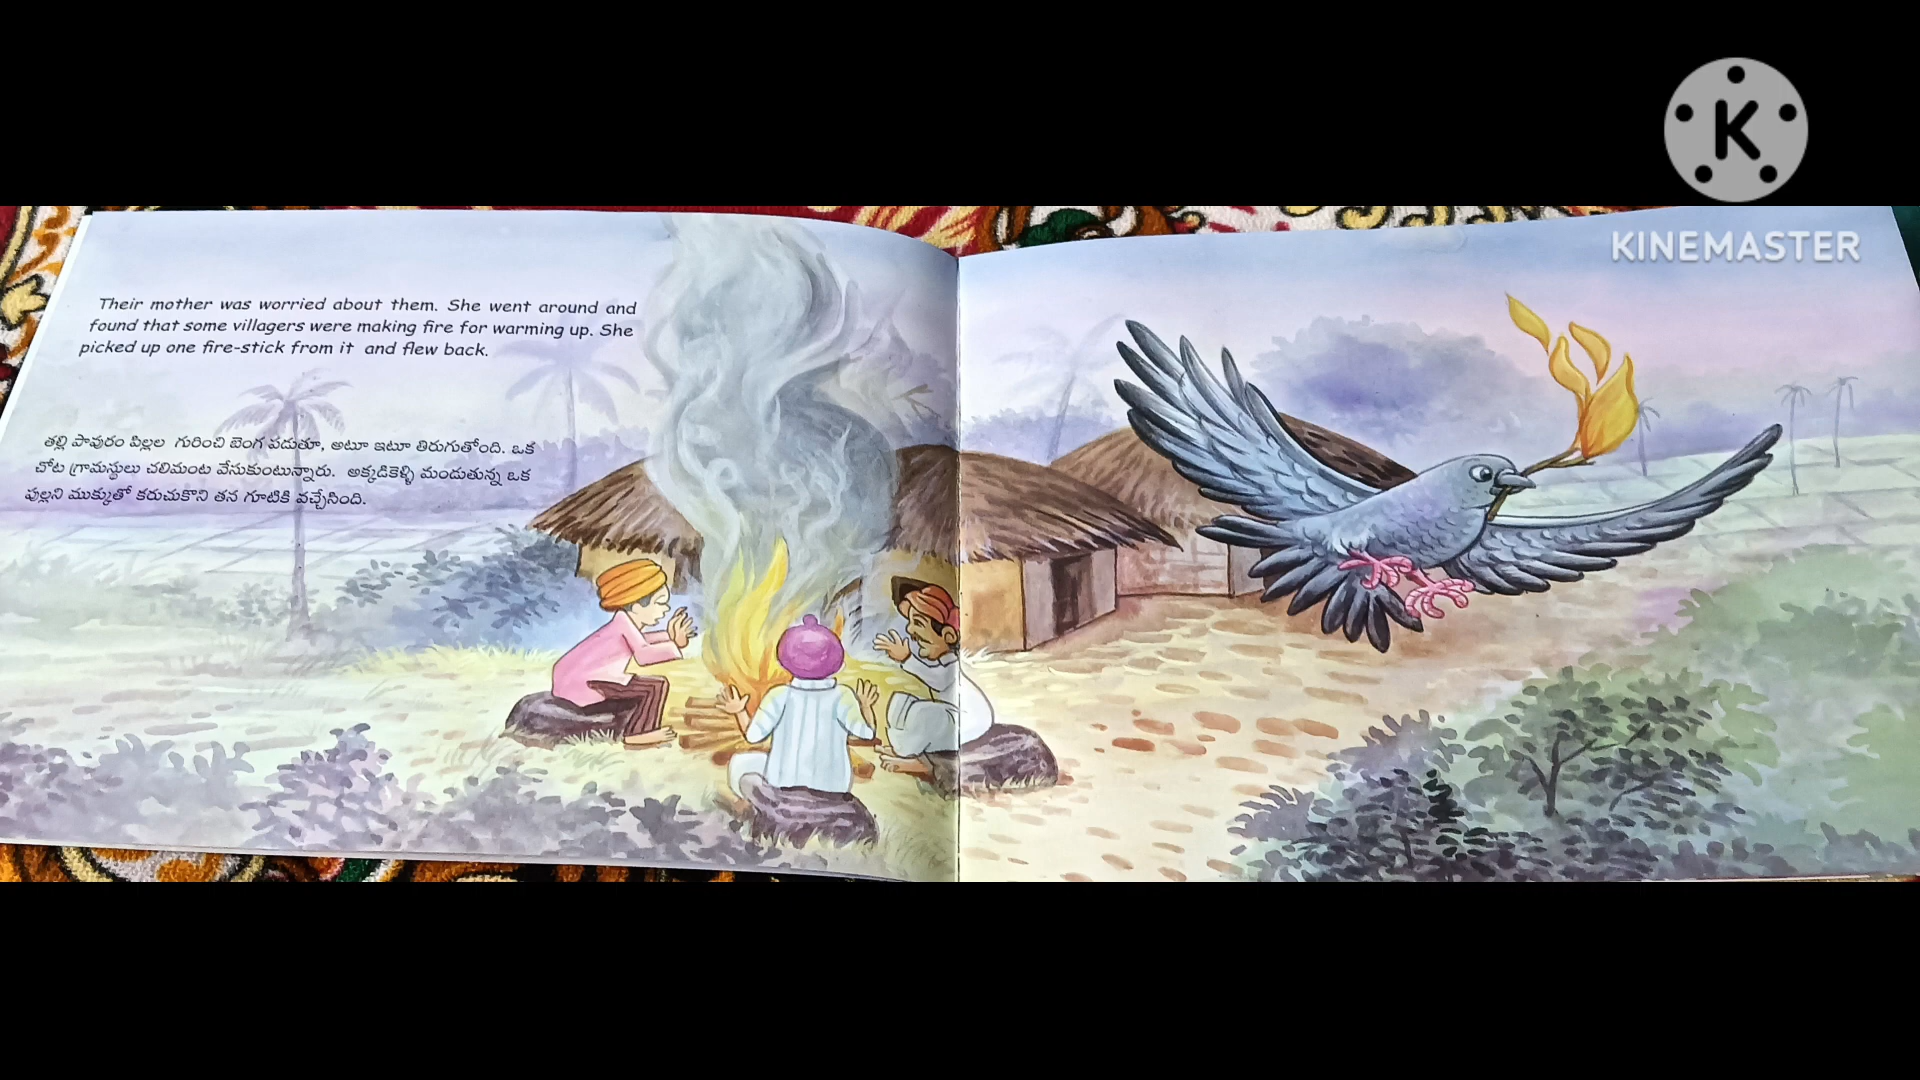 Their mother was worried about them. She went around and
found that some villagers were making fire for warming up. She
picked up one fire-stick from it and flew back.
తల్లి పావురం పిల్లల గురించి బెంగ పడుతూ, అటూ ఇటూ తిరుగుతోంది. ఒక
చోట గ్రామస్థులు చలిమంట వేసుకుంటున్నారు. అక్కడికెళ్ళి మండుతున్న ఒక
పుల్లని ముక్కుతో కరుచుకొని తన గూటికి వచ్చేసింది.
K
KINEMASTER